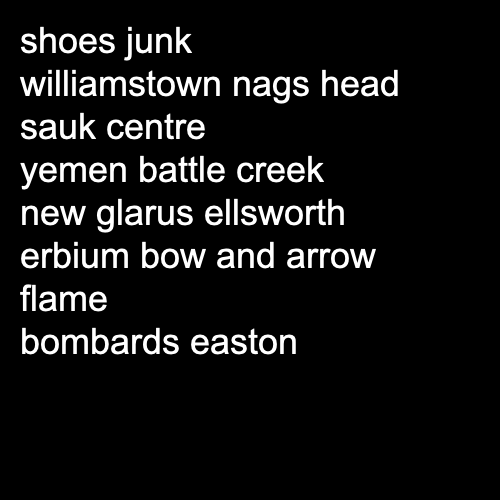 shoes junk
williamstown nags head
sauk centre
yemen battle creek
new glarus ellsworth
erbium bow and arrow
flame
bombards easton